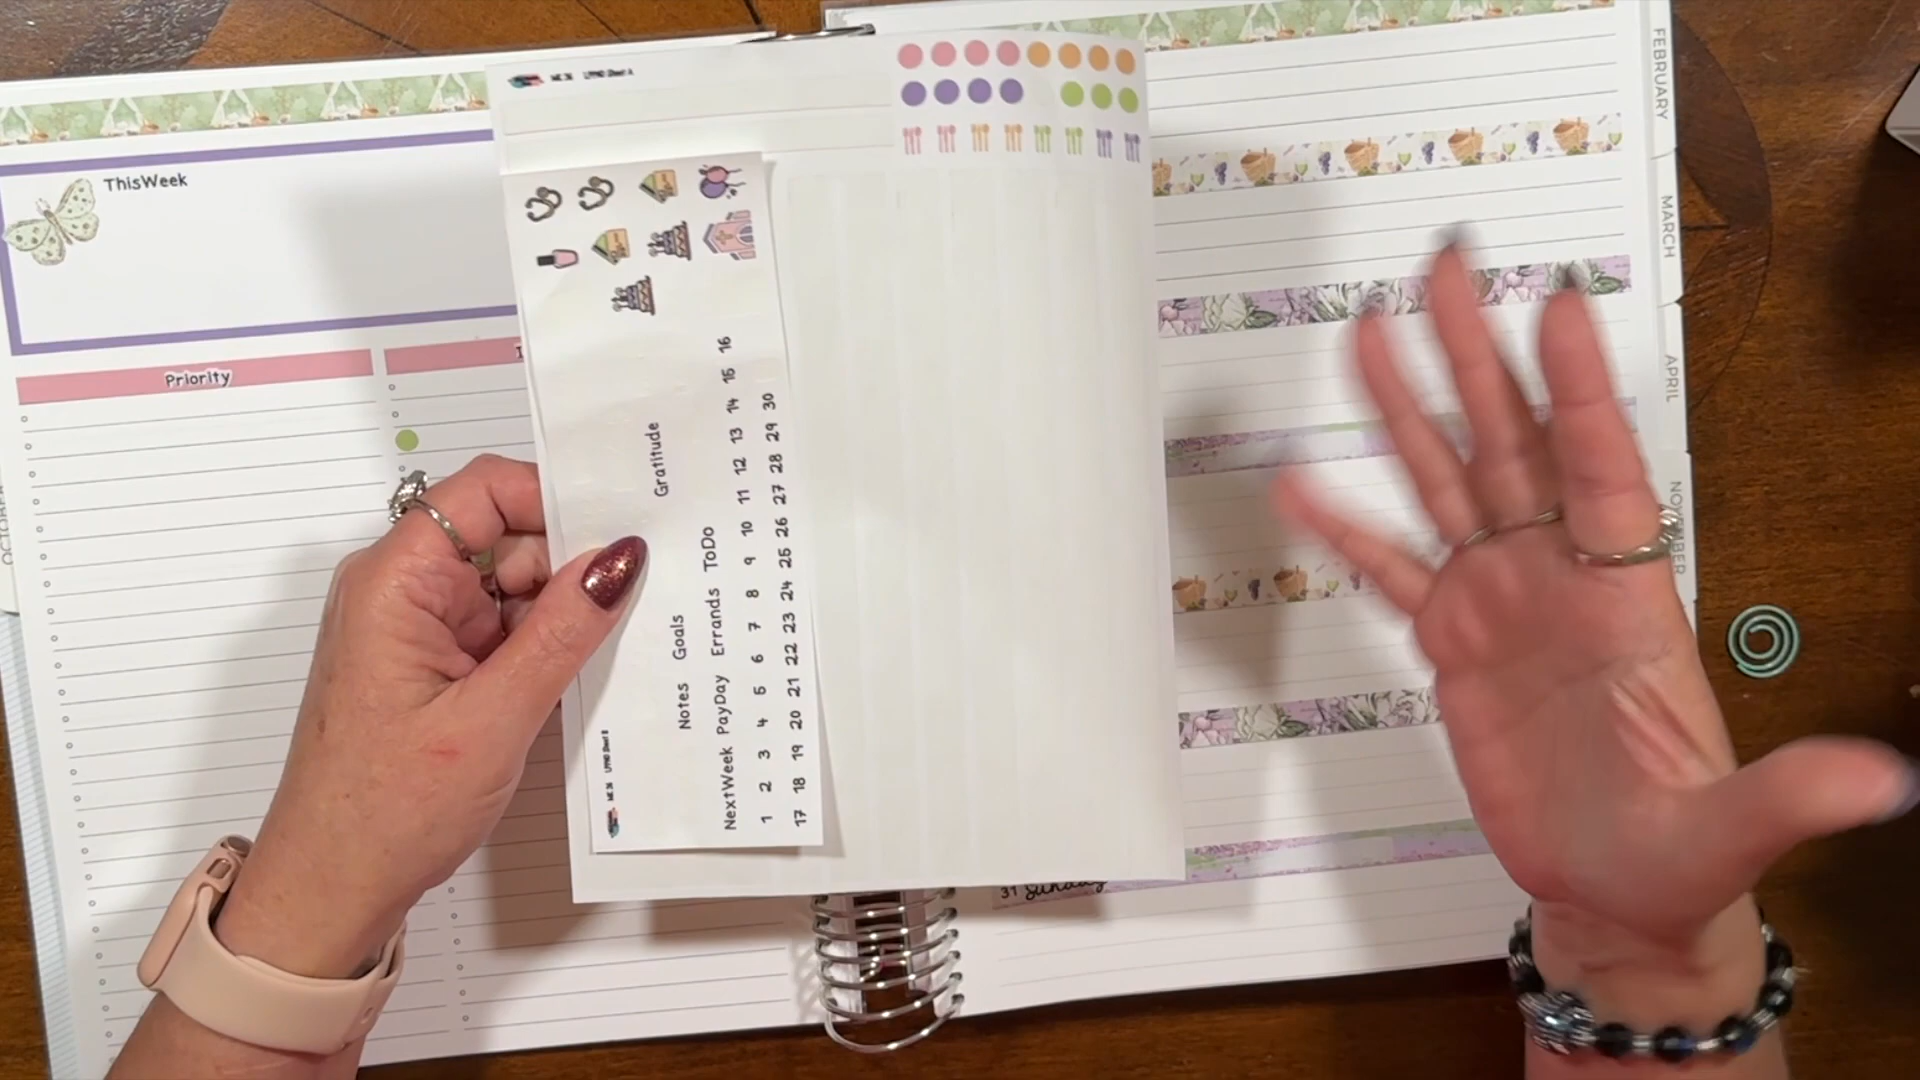 ThisWeek
Priority
Gratitude
Notes Goals
NextWeek PayDay Errands ToDo
1 2 3 4 5 6 7 8 9 10 11 12 13 14 15 16
17 18 19 20 21 22 23 24 25 26 27 28 29 30
31 Sunday
FEBRUARY
MARCH
APRIL
NOVEMBER